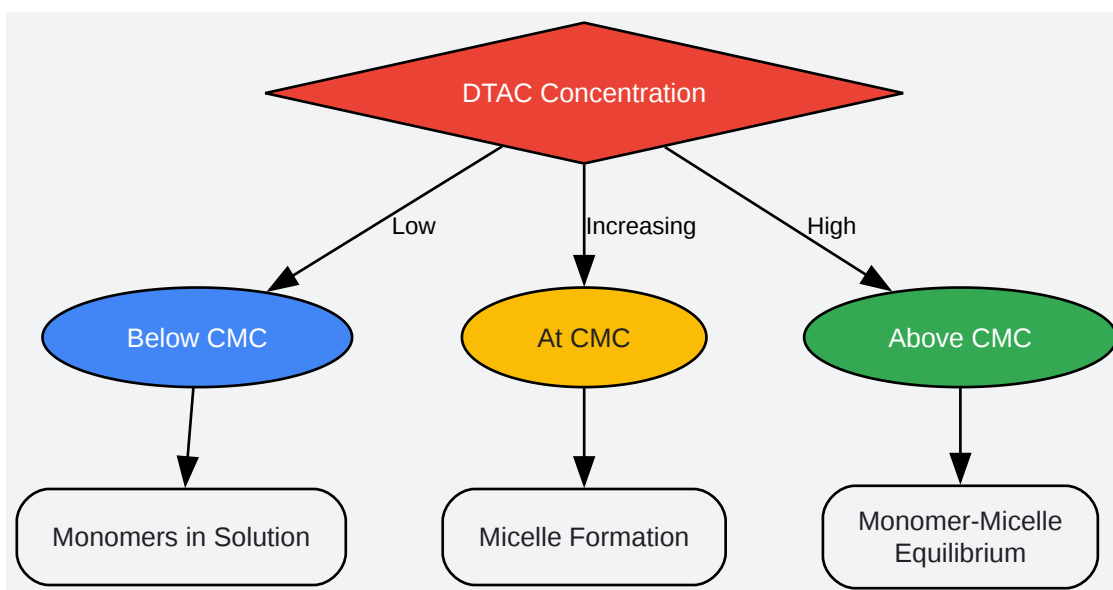 DTAC Concentration
Low
Increasing
High
Below CMC
At CMC
Above CMC
Monomers in Solution
Micelle Formation
Monomer-Micelle
Equilibrium